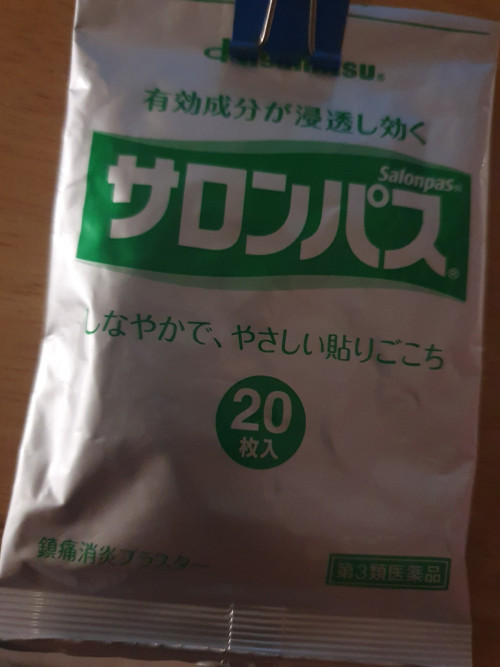 有効成分が浸透し効く
Salonpas®
サロンパス®
しなやかで、やさしい貼りごこち
20
枚入
鎮痛消炎プラスター
第3類医薬品